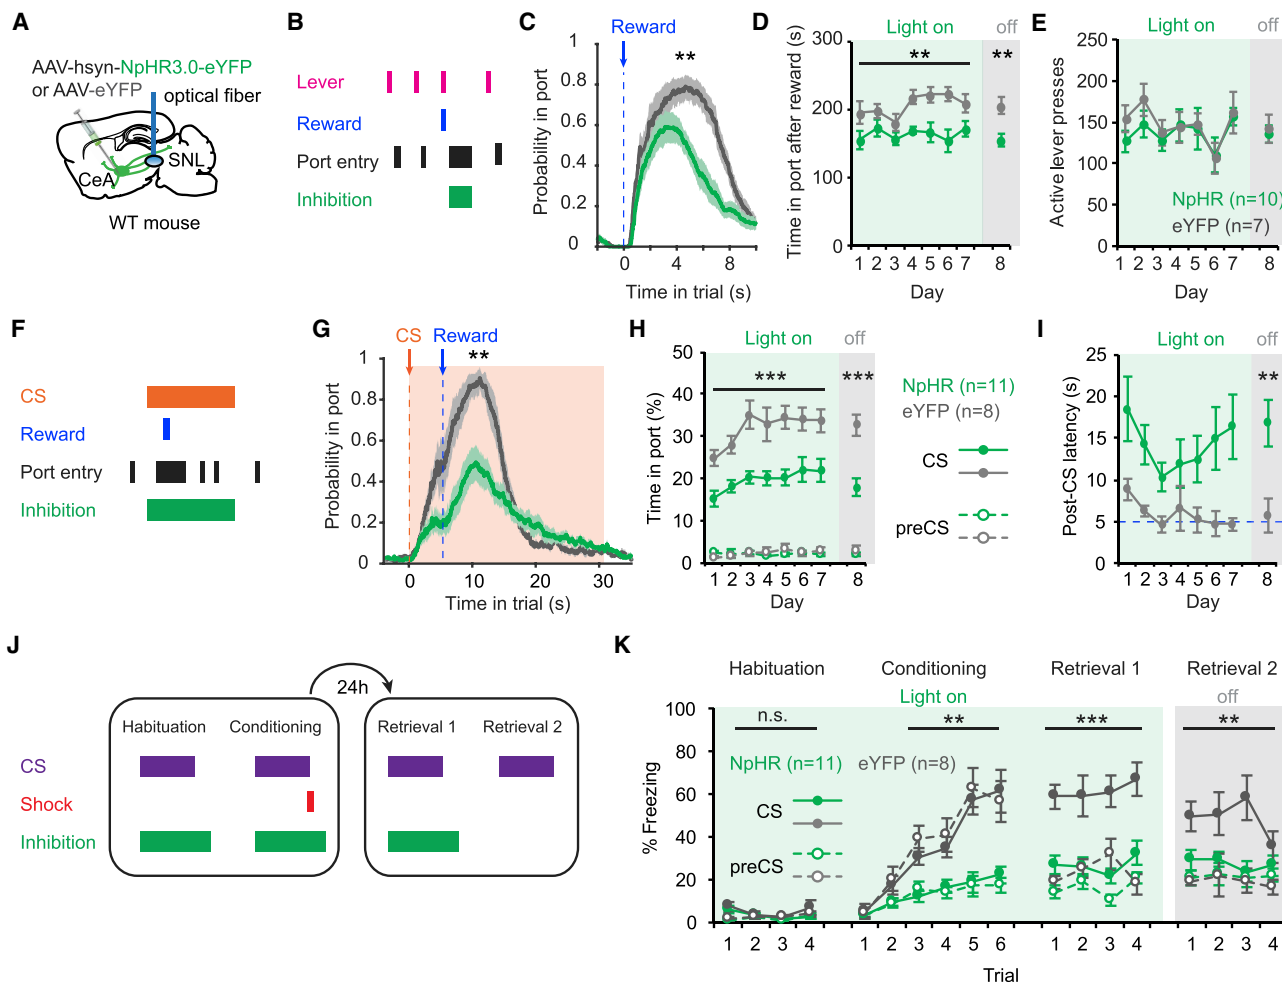 A
AAV-hsyn-NpHR3.0-eYFP
or AAV-eYFP
optical fiber
SNL
CeA
WT mouse
B
Lever
Reward
Port entry
Inhibition
C
Reward
**
Probability in port
1
0.8
0.6
0.4
0.2
0
0 4 8
Time in trial (s)
D
Light on
off
**
**
Time in port after reward (s)
300
200
100
0
1 2 3 4 5 6 7 8
Day
E
Light on
off
Active lever presses
250
200
150
100
50
0
NpHR (n=10)
eYFP (n=7)
1 2 3 4 5 6 7 8
Day
F
CS
Reward
Port entry
Inhibition
G
CS
Reward
**
Probability in port
1
0.8
0.6
0.4
0.2
0
0 10 20 30
Time in trial (s)
H
Light on
off
***
***
Time in port (%)
50
40
30
20
10
0
1 2 3 4 5 6 7 8
Day
NpHR (n=11)
eYFP (n=8)
CS
preCS
I
Light on
off
**
Post-CS latency (s)
25
20
15
10
5
0
1 2 3 4 5 6 7 8
Day
J
24h
Habituation
Conditioning
Retrieval 1
Retrieval 2
CS
Shock
Inhibition
K
Habituation
Conditioning
Retrieval 1
Retrieval 2
Light on
off
n.s.
**
***
**
NpHR (n=11)
eYFP (n=8)
CS
preCS
% Freezing
100
80
60
40
20
0
1 2 3 4 1 2 3 4 5 6 1 2 3 4 1 2 3 4
Trial